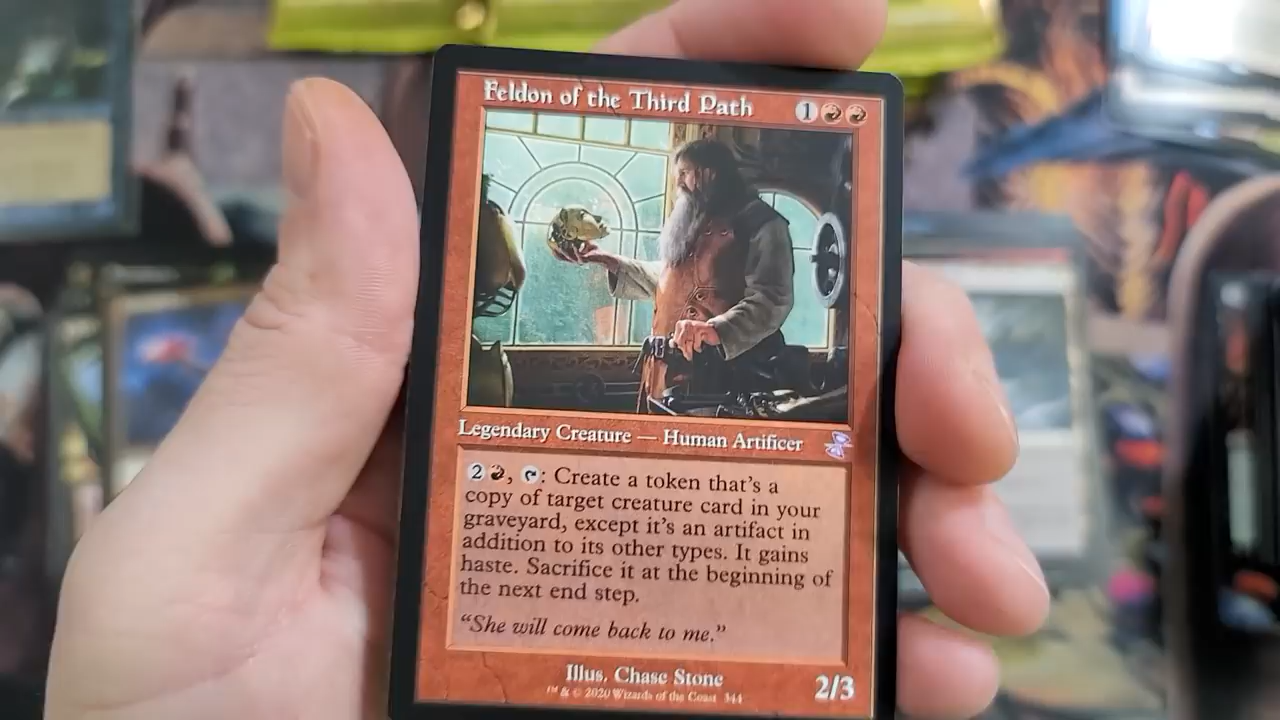 Feldon of the Third Path 1
Legendary Creature — Human Artificer
2 , : Create a token that's a
copy of target creature card in your
graveyard, except it's an artifact in
addition to its other types. It gains
haste. Sacrifice it at the beginning of
the next end step.
“She will come back to me.”
Illus. Chase Stone
™ & © 2020 Wizards of the Coast 344
2/3